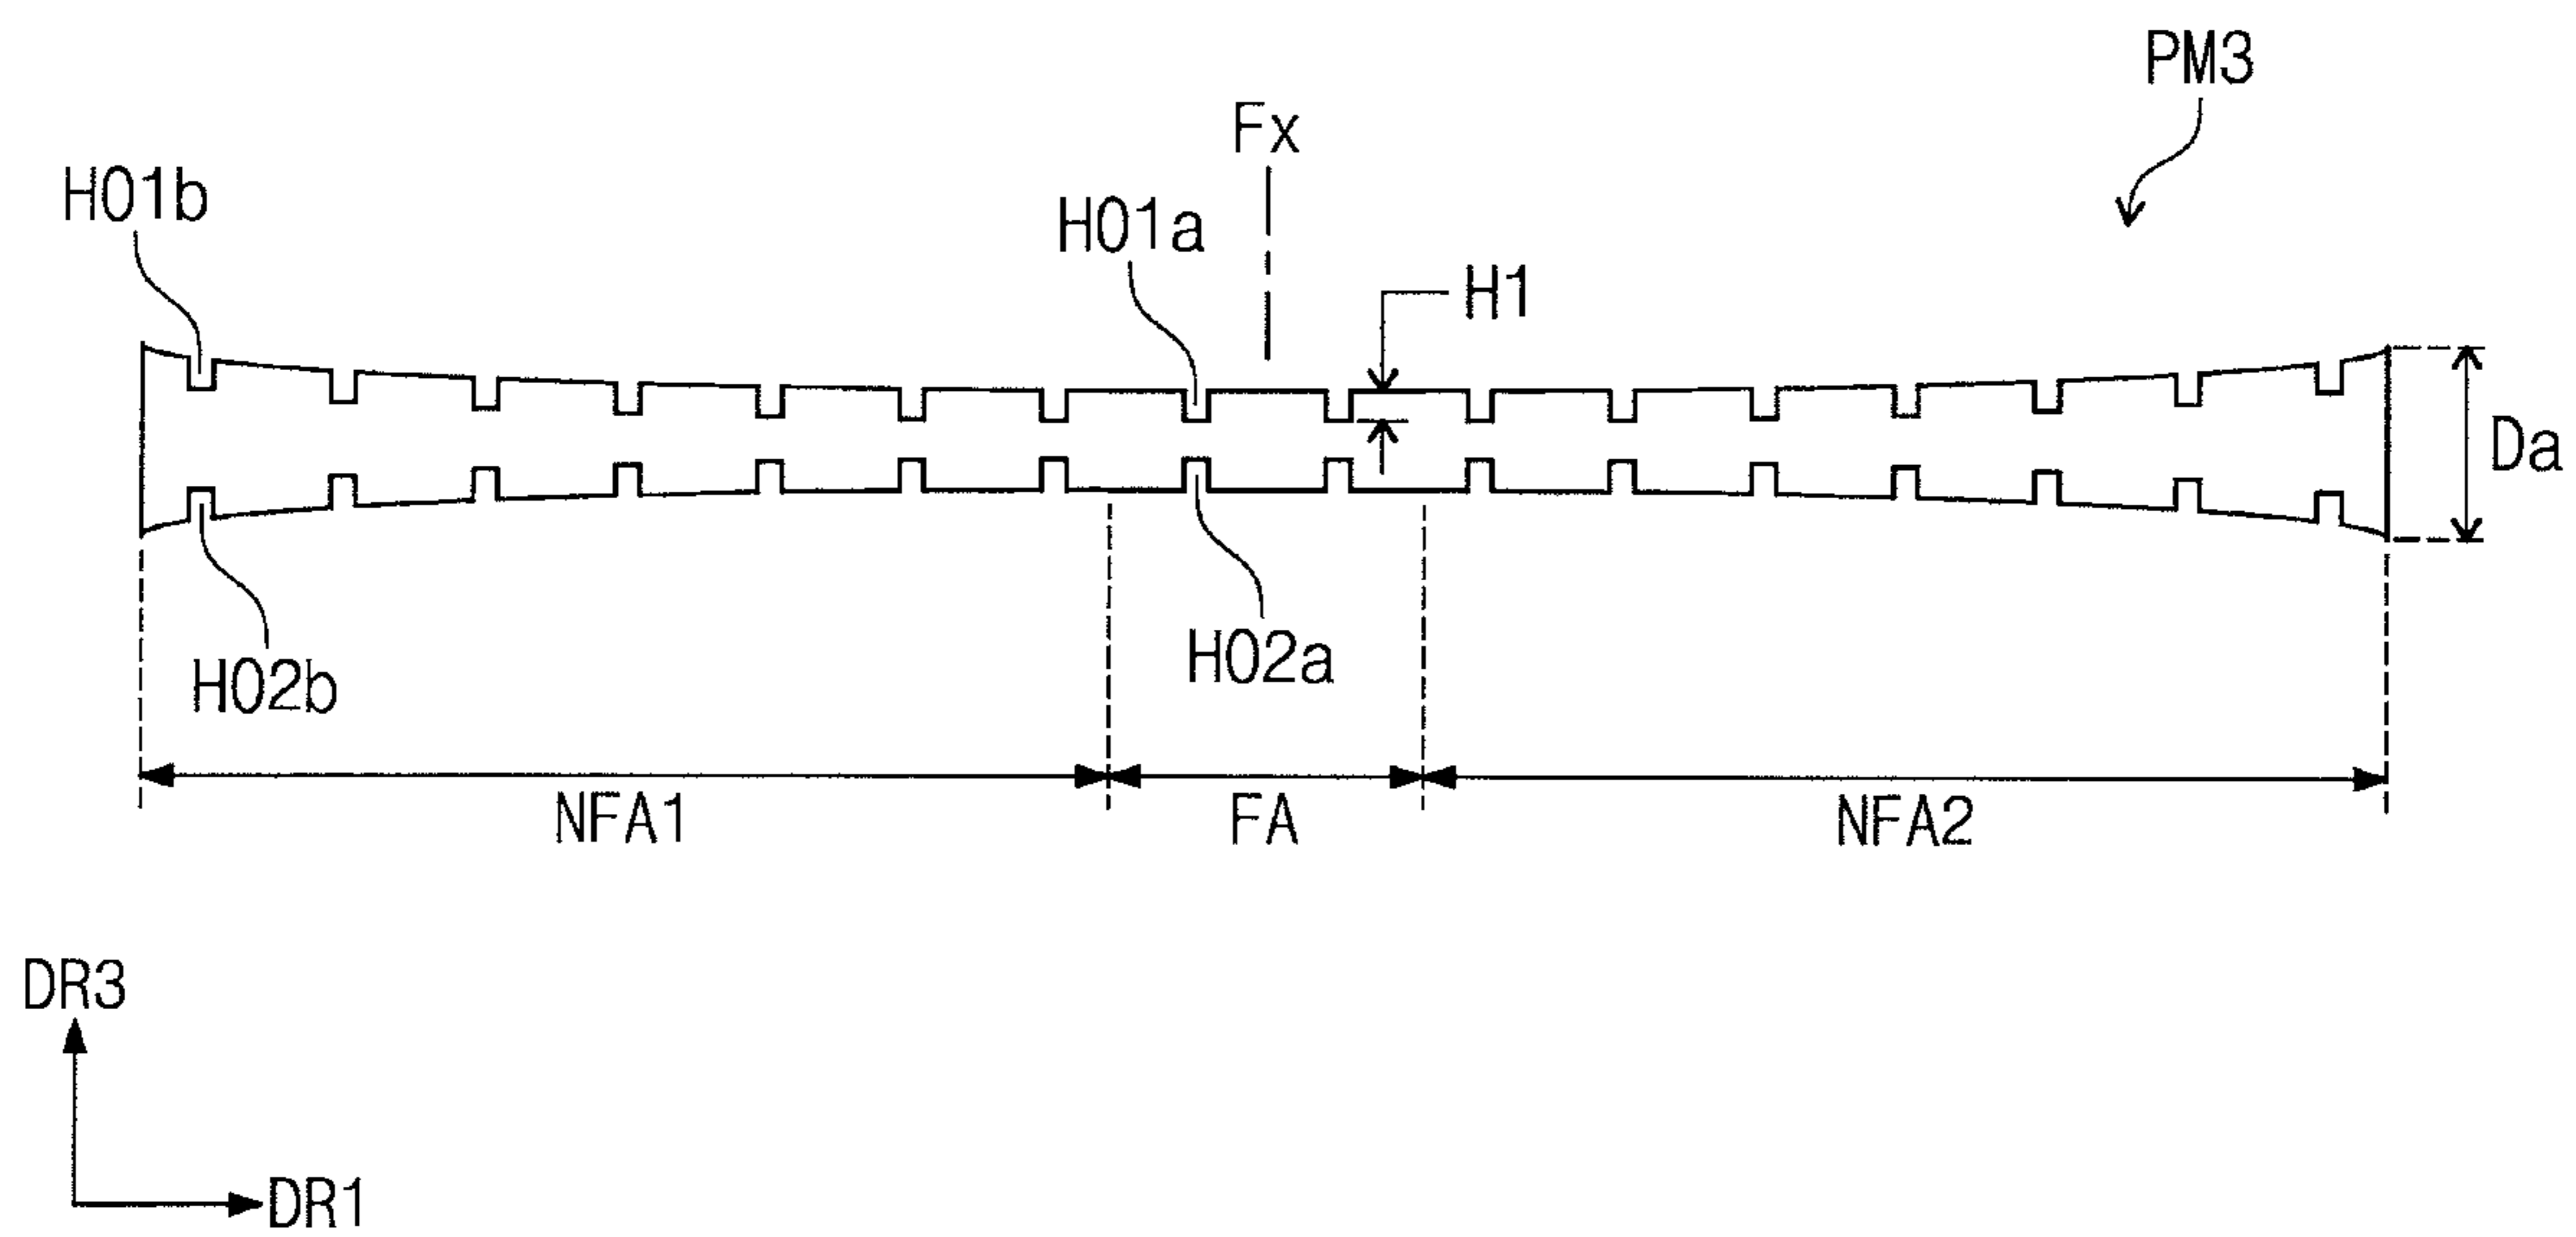 PM3
Fx
H01b
H01a
H1
Da
H02b
H02a
NFA1
FA
NFA2
DR3
DR1